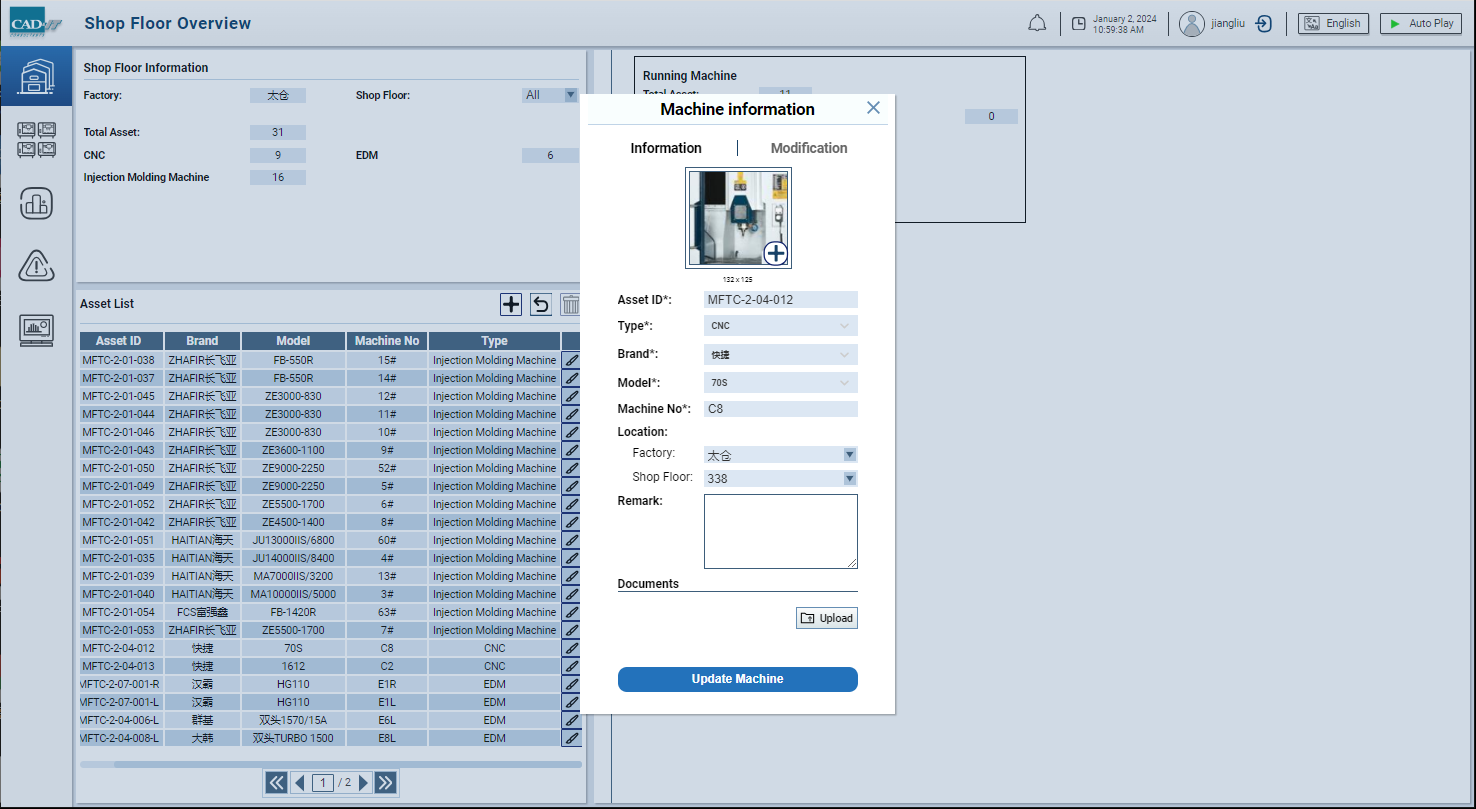 CAD-IT
CONSULTANTS
Shop Floor Overview
January 2, 2024
10:59:38 AM
jiangliu
English
Auto Play
Shop Floor Information
Factory: 太仓 Shop Floor: All
Total Asset: 31
CNC 9 EDM 6
Injection Molding Machine 16
Asset List
Asset ID Brand Model Machine No Type
MFTC-2-01-038 ZHAFIR长飞亚 FB-550R 15# Injection Molding Machine
MFTC-2-01-037 ZHAFIR长飞亚 FB-550R 14# Injection Molding Machine
MFTC-2-01-045 ZHAFIR长飞亚 ZE3000-830 12# Injection Molding Machine
MFTC-2-01-044 ZHAFIR长飞亚 ZE3000-830 11# Injection Molding Machine
MFTC-2-01-046 ZHAFIR长飞亚 ZE3000-830 10# Injection Molding Machine
MFTC-2-01-043 ZHAFIR长飞亚 ZE3600-1100 9# Injection Molding Machine
MFTC-2-01-050 ZHAFIR长飞亚 ZE9000-2250 52# Injection Molding Machine
MFTC-2-01-049 ZHAFIR长飞亚 ZE9000-2250 5# Injection Molding Machine
MFTC-2-01-052 ZHAFIR长飞亚 ZE5500-1700 6# Injection Molding Machine
MFTC-2-01-042 ZHAFIR长飞亚 ZE4500-1400 8# Injection Molding Machine
MFTC-2-01-051 HAITIAN海天 JU13000IIS/6800 60# Injection Molding Machine
MFTC-2-01-035 HAITIAN海天 JU14000IIS/8400 4# Injection Molding Machine
MFTC-2-01-039 HAITIAN海天 MA7000IIS/3200 13# Injection Molding Machine
MFTC-2-01-040 HAITIAN海天 MA10000IIS/5000 3# Injection Molding Machine
MFTC-2-01-054 FCS富强鑫 FB-1420R 63# Injection Molding Machine
MFTC-2-01-053 ZHAFIR长飞亚 ZE5500-1700 7# Injection Molding Machine
MFTC-2-04-012 快捷 70S C8 CNC
MFTC-2-04-013 快捷 1612 C2 CNC
MFTC-2-07-001-R 汉霸 HG110 E1R EDM
MFTC-2-07-001-L 汉霸 HG110 E1L EDM
MFTC-2-04-006-L 群基 双头1570/15A E6L EDM
MFTC-2-04-008-L 大韩 双头TURBO 1500 E8L EDM
1 / 2
Running Machine
Total Asset: 11
0
Machine information
Information | Modification
132 x 125
Asset ID*: MFTC-2-04-012
Type*: CNC
Brand*: 快捷
Model*: 70S
Machine No*: C8
Location:
Factory: 太仓
Shop Floor: 338
Remark:
Documents
Upload
Update Machine